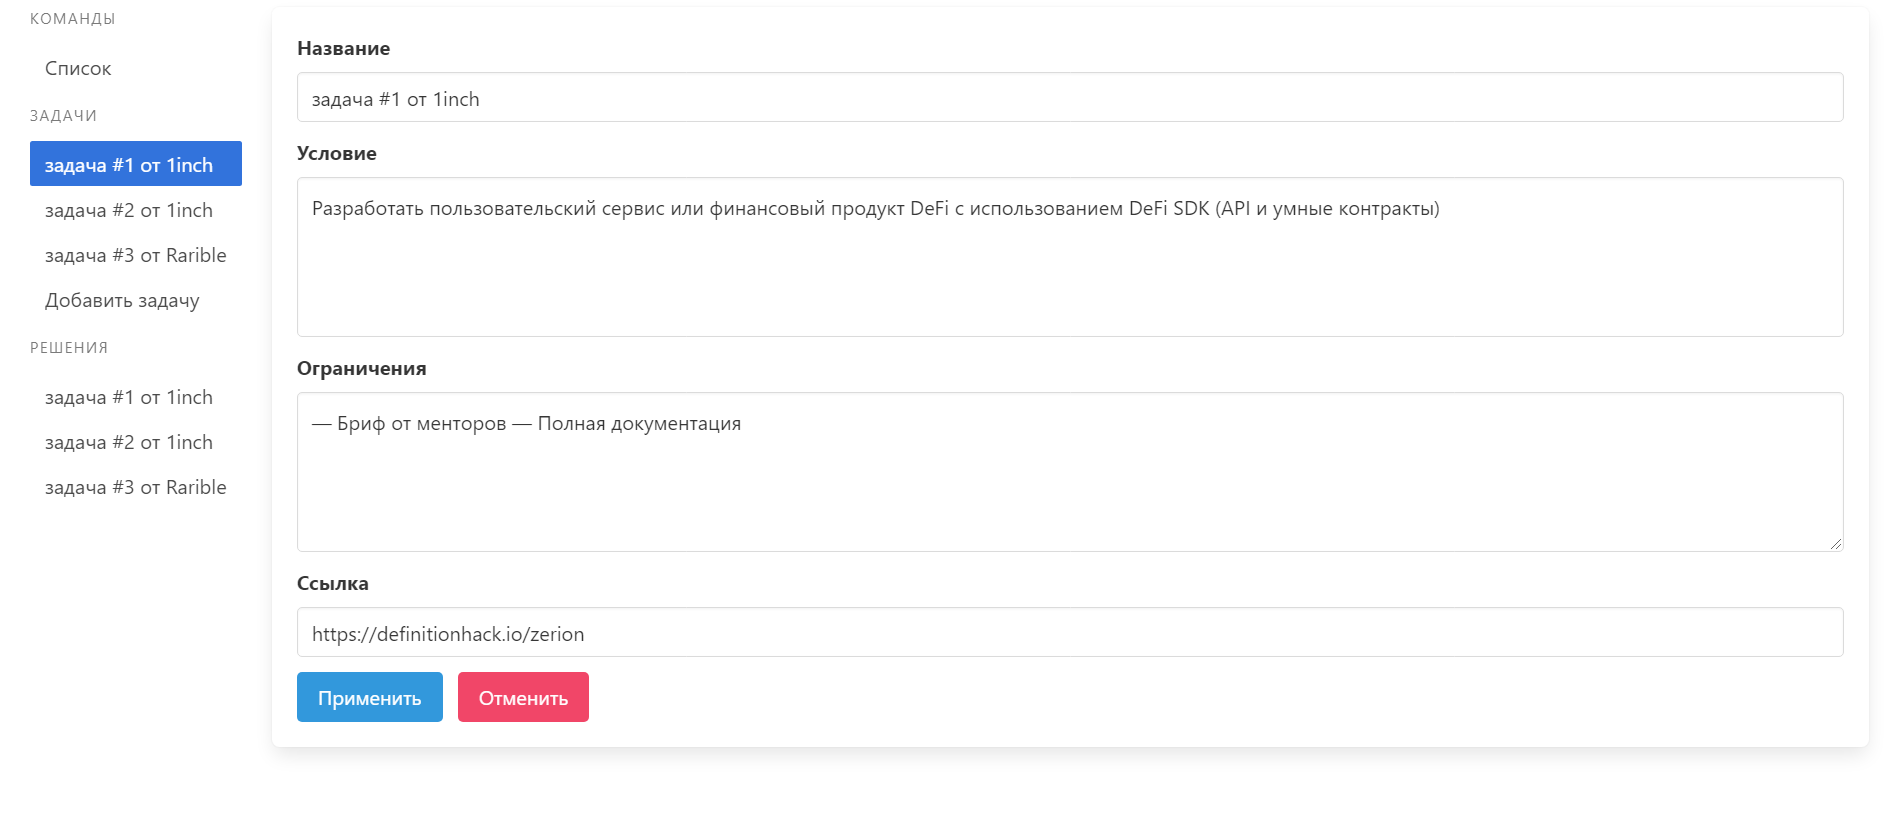 КОМАНДЫ
Список
ЗАДАЧИ
задача #1 от 1inch
задача #2 от 1inch
задача #3 от Rarible
Добавить задачу
РЕШЕНИЯ
задача #1 от 1inch
задача #2 от 1inch
задача #3 от Rarible
Название
задача #1 от 1inch
Условие
Разработать пользовательский сервис или финансовый продукт DeFi с использованием DeFi SDK (API и умные контракты)
Ограничения
— Бриф от менторов — Полная документация
Ссылка
https://definitionhack.io/zerion
Применить
Отменить